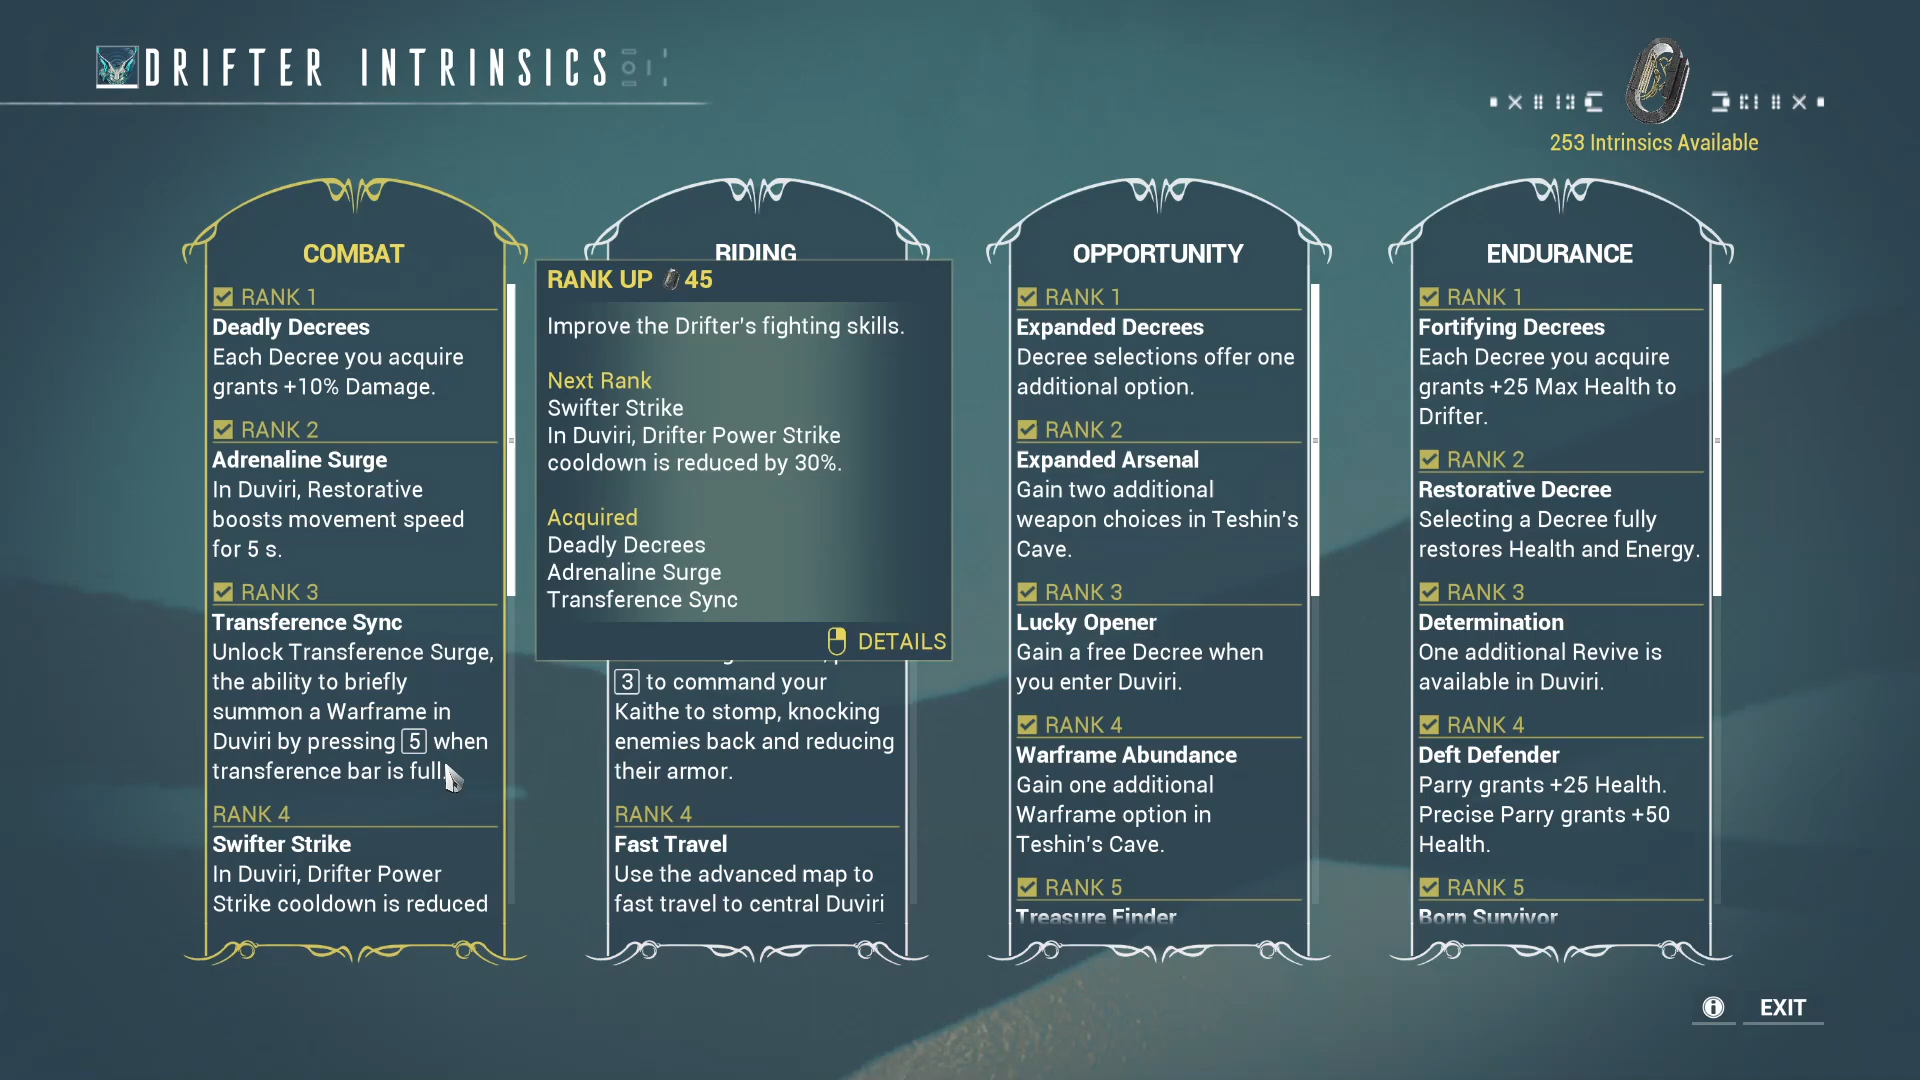 DRIFTER INTRINSICS
253 Intrinsics Available
COMBAT
RANK 1
Deadly Decrees
Each Decree you acquire
grants +10% Damage.
RANK 2
Adrenaline Surge
In Duviri, Restorative
boosts movement speed
for 5 s.
RANK 3
Transference Sync
Unlock Transference Surge,
the ability to briefly
summon a Warframe in
Duviri by pressing 5 when
transference bar is full.
RANK 4
Swifter Strike
In Duviri, Drifter Power
Strike cooldown is reduced
RIDING
RANK UP 45
Improve the Drifter's fighting skills.
Next Rank
Swifter Strike
In Duviri, Drifter Power Strike
cooldown is reduced by 30%.
Acquired
Deadly Decrees
Adrenaline Surge
Transference Sync
DETAILS
3 to command your
Kaithe to stomp, knocking
enemies back and reducing
their armor.
RANK 4
Fast Travel
Use the advanced map to
fast travel to central Duviri
OPPORTUNITY
RANK 1
Expanded Decrees
Decree selections offer one
additional option.
RANK 2
Expanded Arsenal
Gain two additional
weapon choices in Teshin's
Cave.
RANK 3
Lucky Opener
Gain a free Decree when
you enter Duviri.
RANK 4
Warframe Abundance
Gain one additional
Warframe option in
Teshin's Cave.
RANK 5
Treasure Finder
ENDURANCE
RANK 1
Fortifying Decrees
Each Decree you acquire
grants +25 Max Health to
Drifter.
RANK 2
Restorative Decree
Selecting a Decree fully
restores Health and Energy.
RANK 3
Determination
One additional Revive is
available in Duviri.
RANK 4
Deft Defender
Parry grants +25 Health.
Precise Parry grants +50
Health.
RANK 5
Born Survivor
EXIT